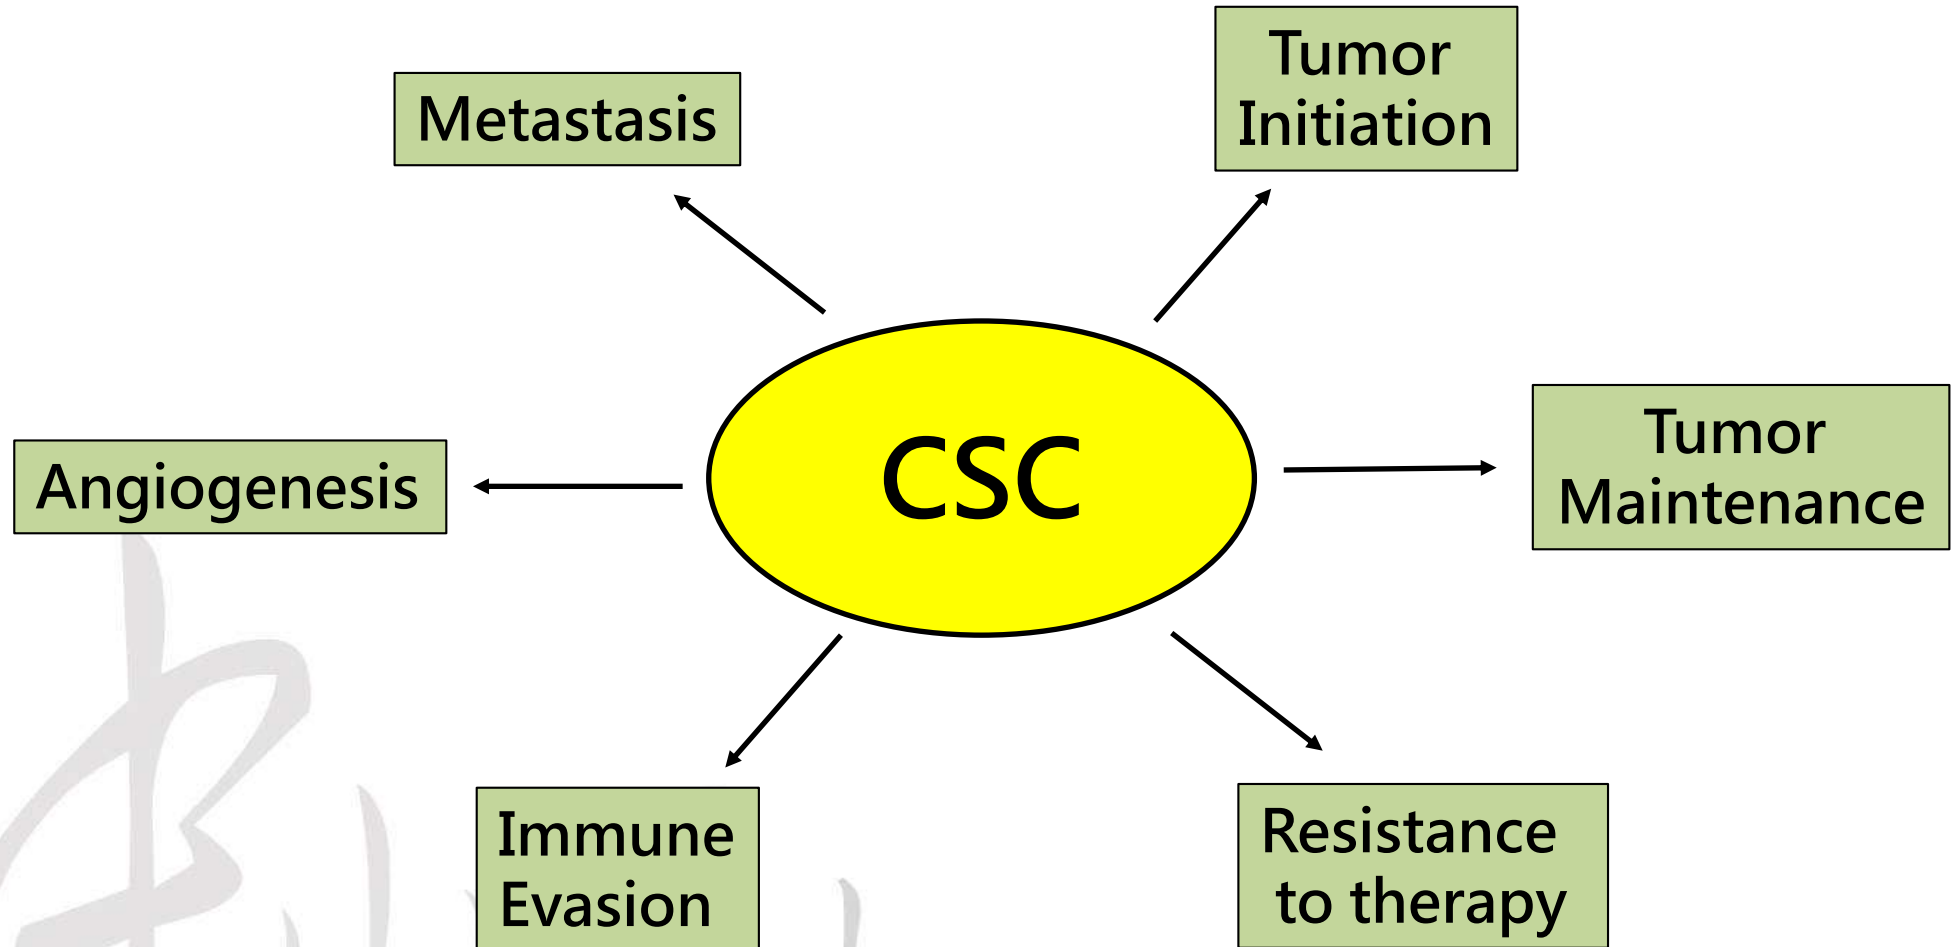 Tumor
Initiation
Metastasis
Tumor
Maintenance
CSC
Angiogenesis
Resistance
to therapy
Immune
Evasion